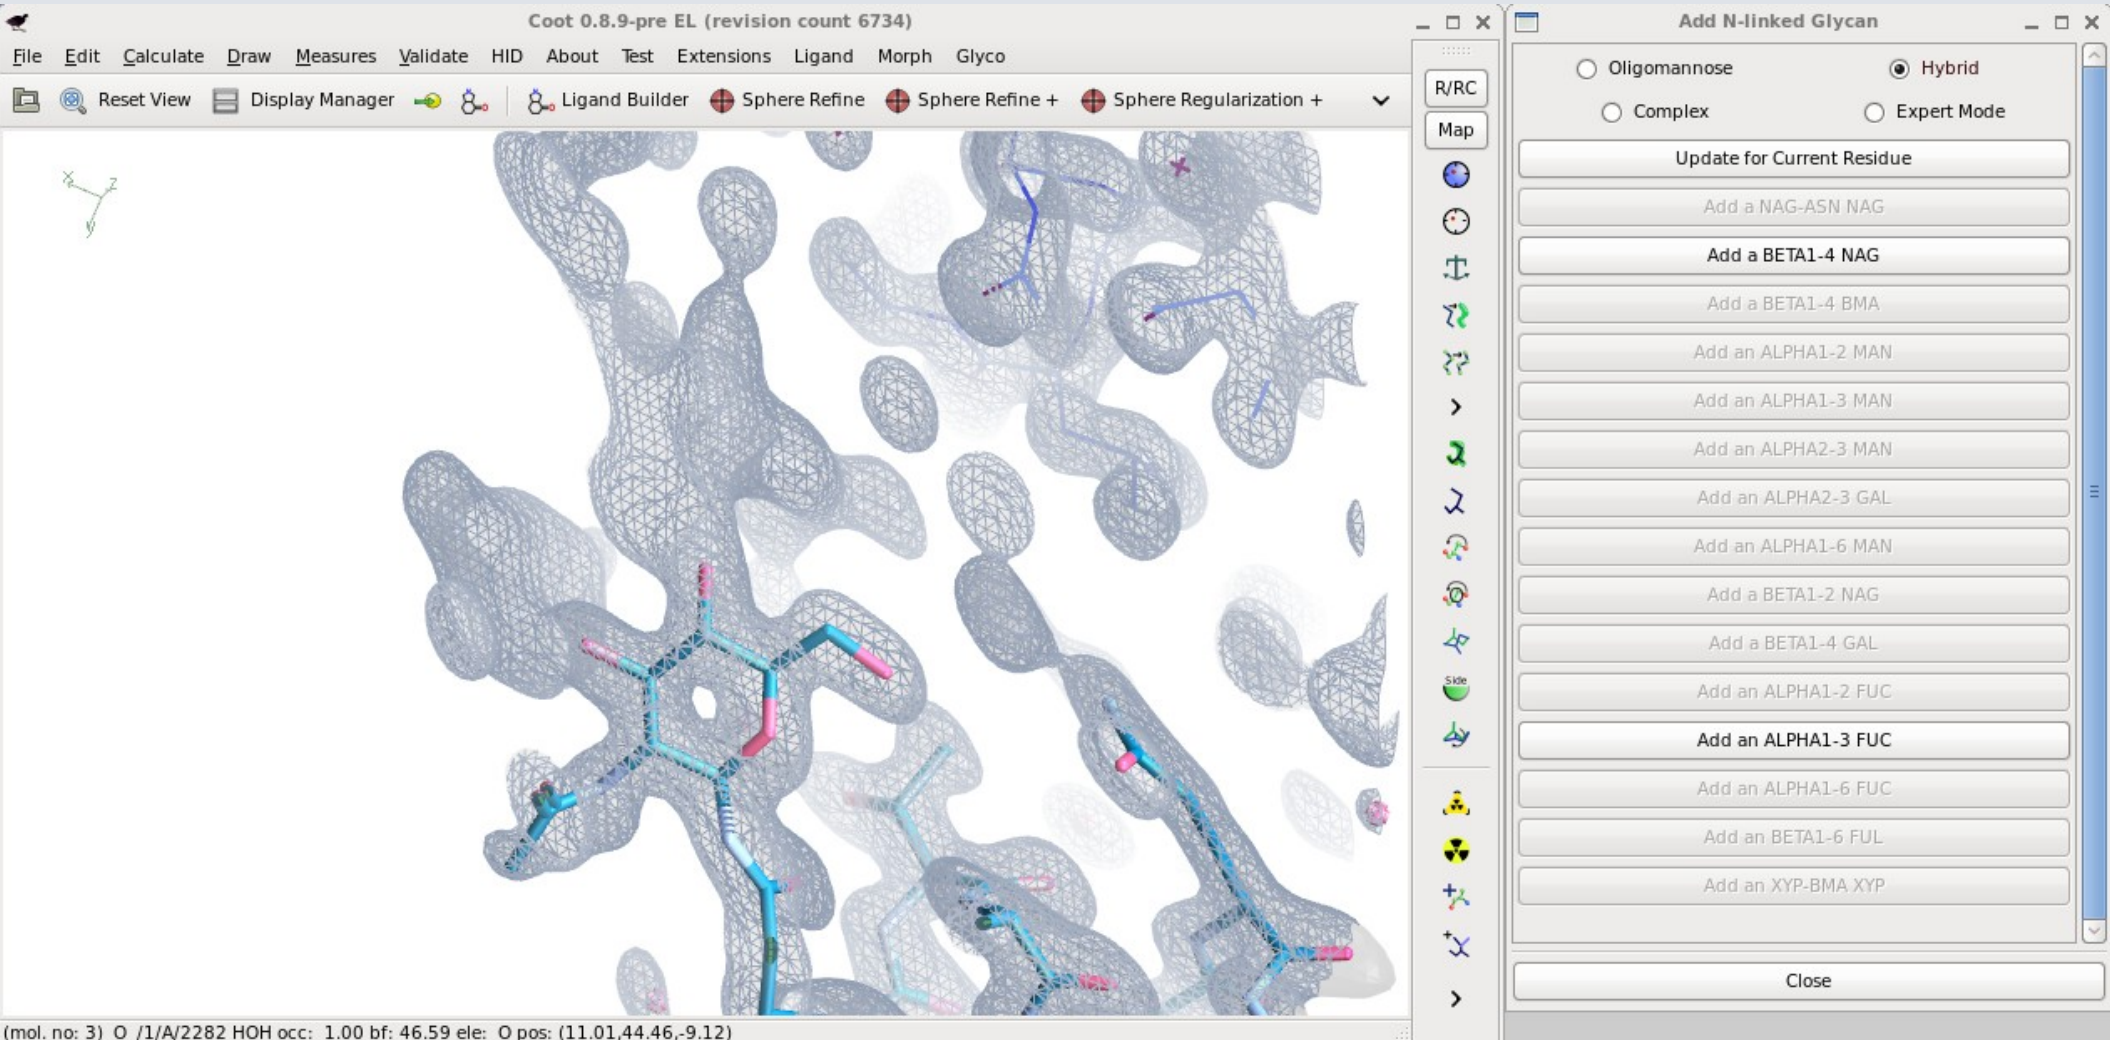 Coot 0.8.9-pre EL (revision count 6734)
File Edit Calculate Draw Measures Validate HID About Test Extensions Ligand Morph Glyco
Reset View Display Manager Ligand Builder Sphere Refine Sphere Refine + Sphere Regularization +
R/RC
Map
X Z
y
Side
(mol. no: 3) O /1/A/2282 HOH occ: 1.00 bf: 46.59 ele: O pos: (11.01,44.46,-9.12)
Add N-linked Glycan
Oligomannose Hybrid
Complex Expert Mode
Update for Current Residue
Add a NAG-ASN NAG
Add a BETA1-4 NAG
Add a BETA1-4 BMA
Add an ALPHA1-2 MAN
Add an ALPHA1-3 MAN
Add an ALPHA2-3 MAN
Add an ALPHA2-3 GAL
Add an ALPHA1-6 MAN
Add a BETA1-2 NAG
Add a BETA1-4 GAL
Add an ALPHA1-2 FUC
Add an ALPHA1-3 FUC
Add an ALPHA1-6 FUC
Add an BETA1-6 FUL
Add an XYP-BMA XYP
Close